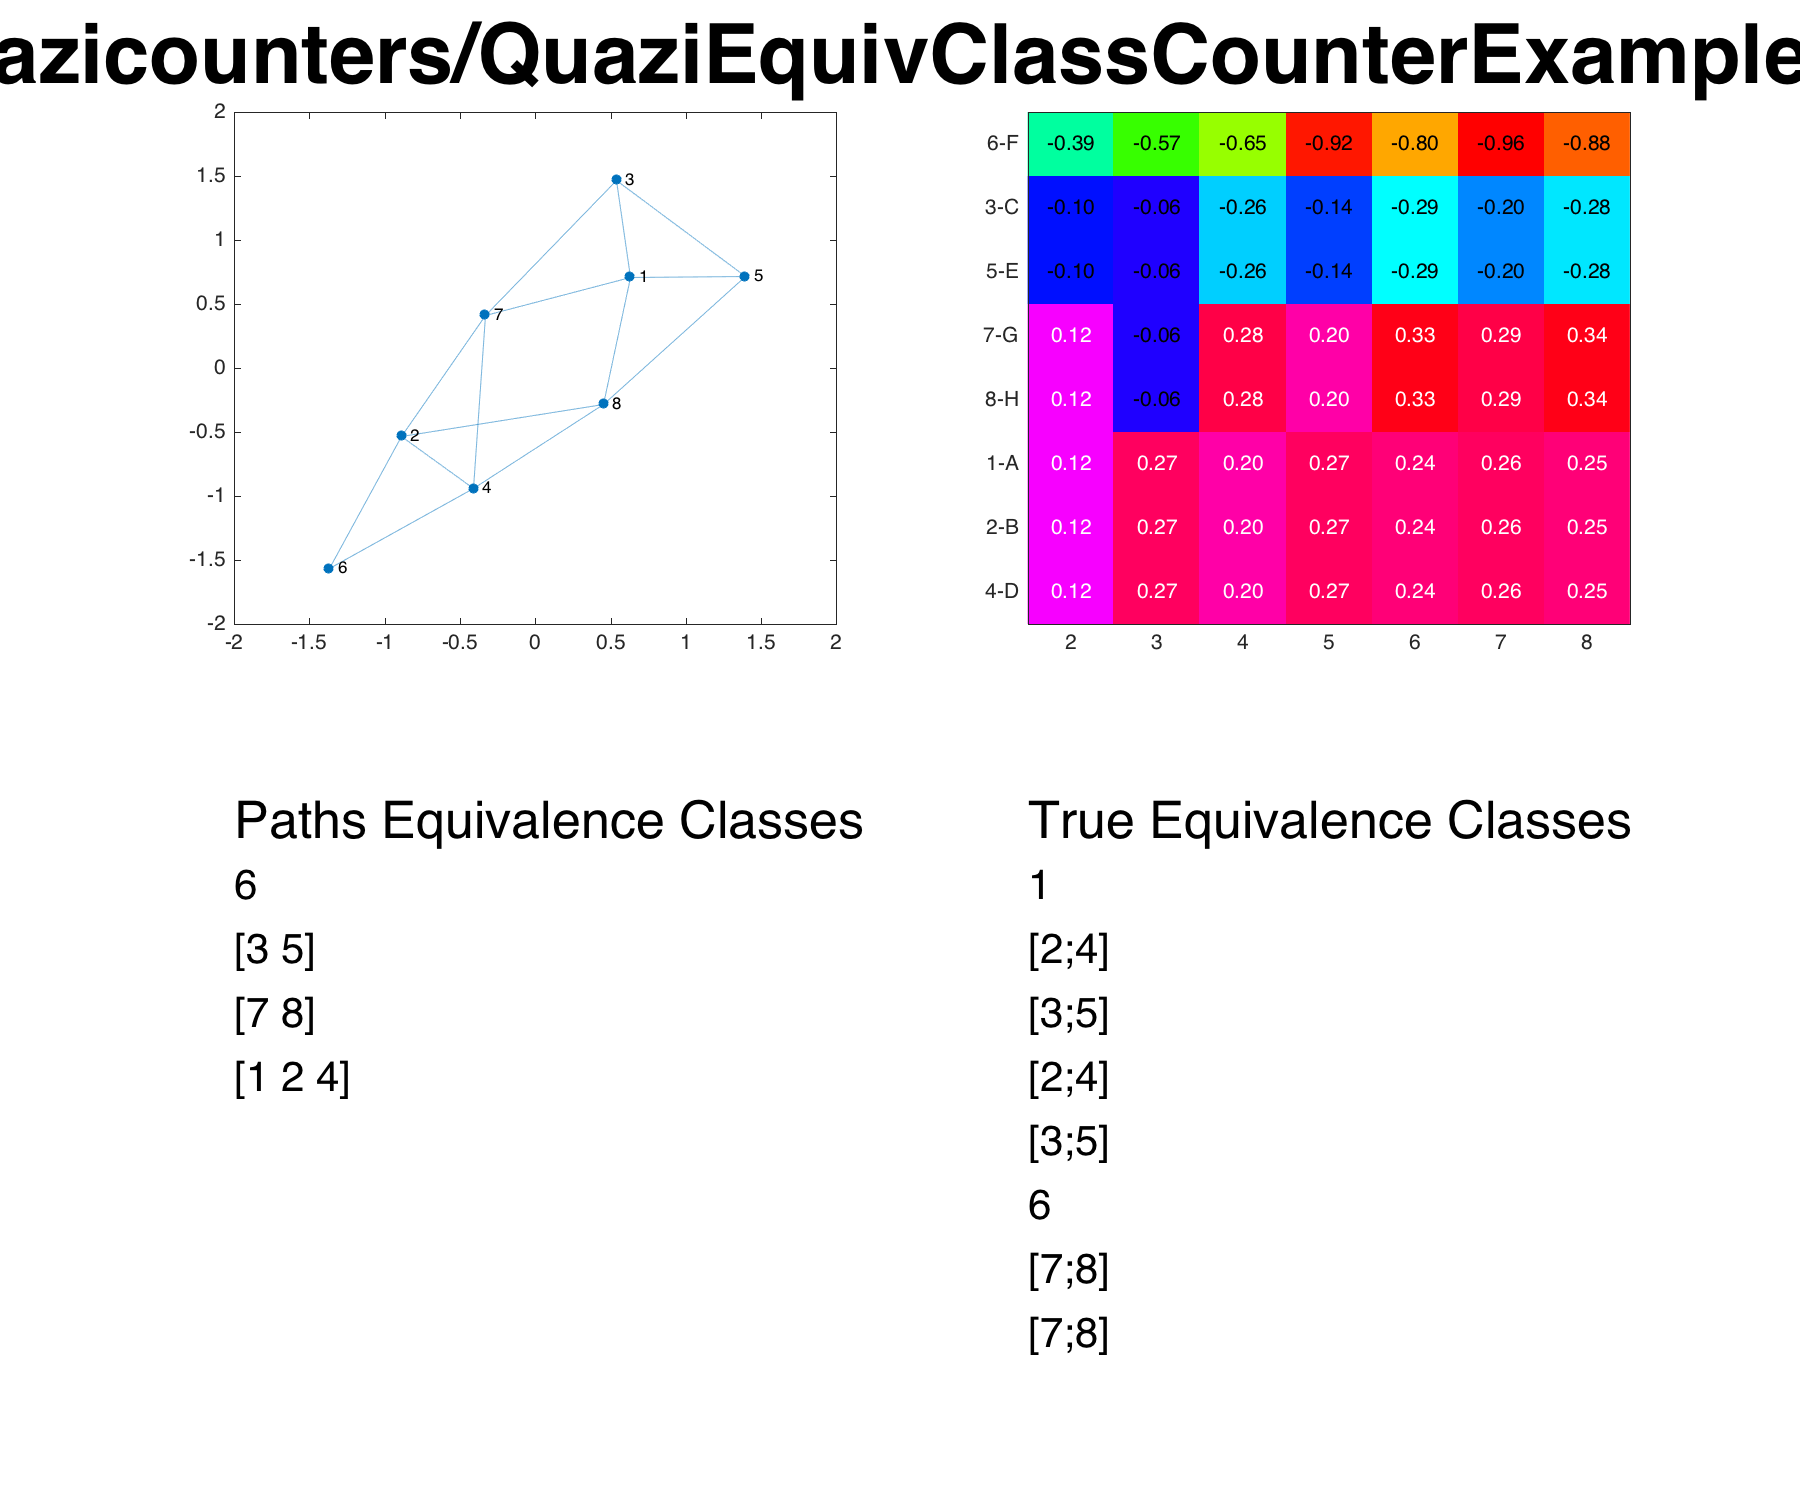 azicounters/QuaziEquivClassCounterExample
2
1.5
1
0.5
0
-0.5
-1
-1.5
-2
-2 -1.5 -1 -0.5 0 0.5 1 1.5 2
3
1
5
7
8
2
4
6
6-F -0.39 -0.57 -0.65 -0.92 -0.80 -0.96 -0.88
3-C -0.10 -0.06 -0.26 -0.14 -0.29 -0.20 -0.28
5-E -0.10 -0.06 -0.26 -0.14 -0.29 -0.20 -0.28
7-G 0.12 -0.06 0.28 0.20 0.33 0.29 0.34
8-H 0.12 -0.06 0.28 0.20 0.33 0.29 0.34
1-A 0.12 0.27 0.20 0.27 0.24 0.26 0.25
2-B 0.12 0.27 0.20 0.27 0.24 0.26 0.25
4-D 0.12 0.27 0.20 0.27 0.24 0.26 0.25
2 3 4 5 6 7 8
Paths Equivalence Classes
6
[3 5]
[7 8]
[1 2 4]
True Equivalence Classes
1
[2;4]
[3;5]
[2;4]
[3;5]
6
[7;8]
[7;8]